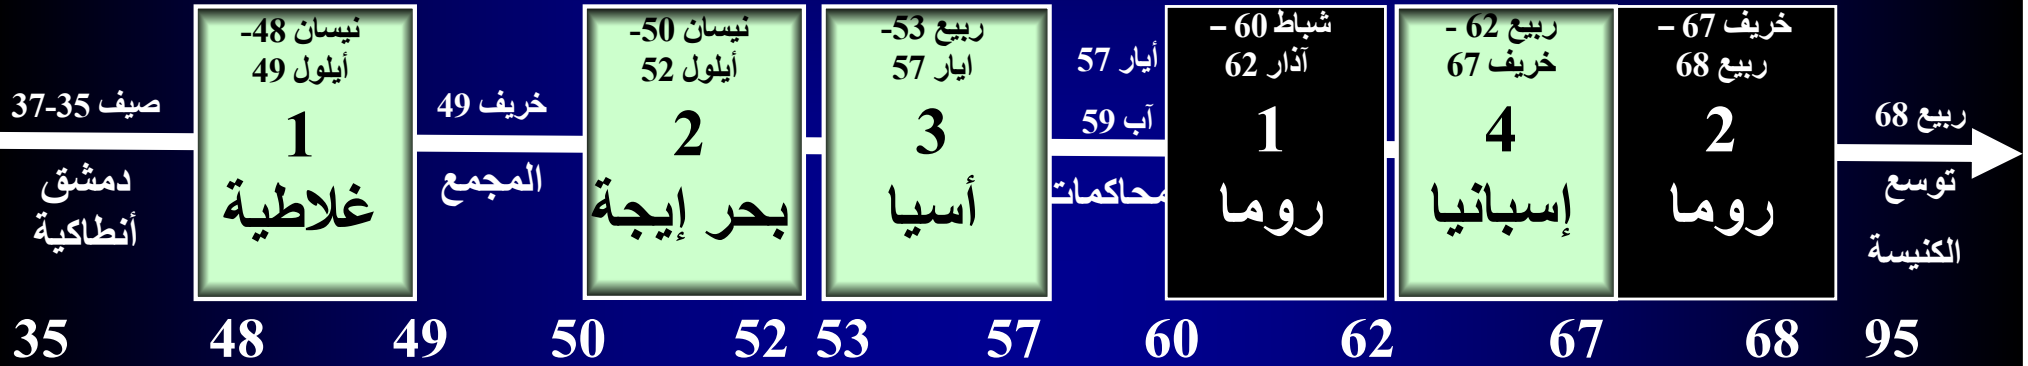 صيف 35-37
دمشق
أنطاكية
نيسان 48-
أيلول 49
1
غلاطية
خريف 49
المجمع
نيسان 50-
أيلول 52
2
بحر إيجة
ربيع 53-
ايار 57
3
أسيا
أيار 57
آب 59
محاكمات
شباط 60 –
آذار 62
1
روما
ربيع 62 -
خريف 67
4
إسبانيا
خريف 67 –
ربيع 68
2
روما
ربيع 68
توسع
الكنيسة
35 48 49 50 52 53 57 60 62 67 68 95